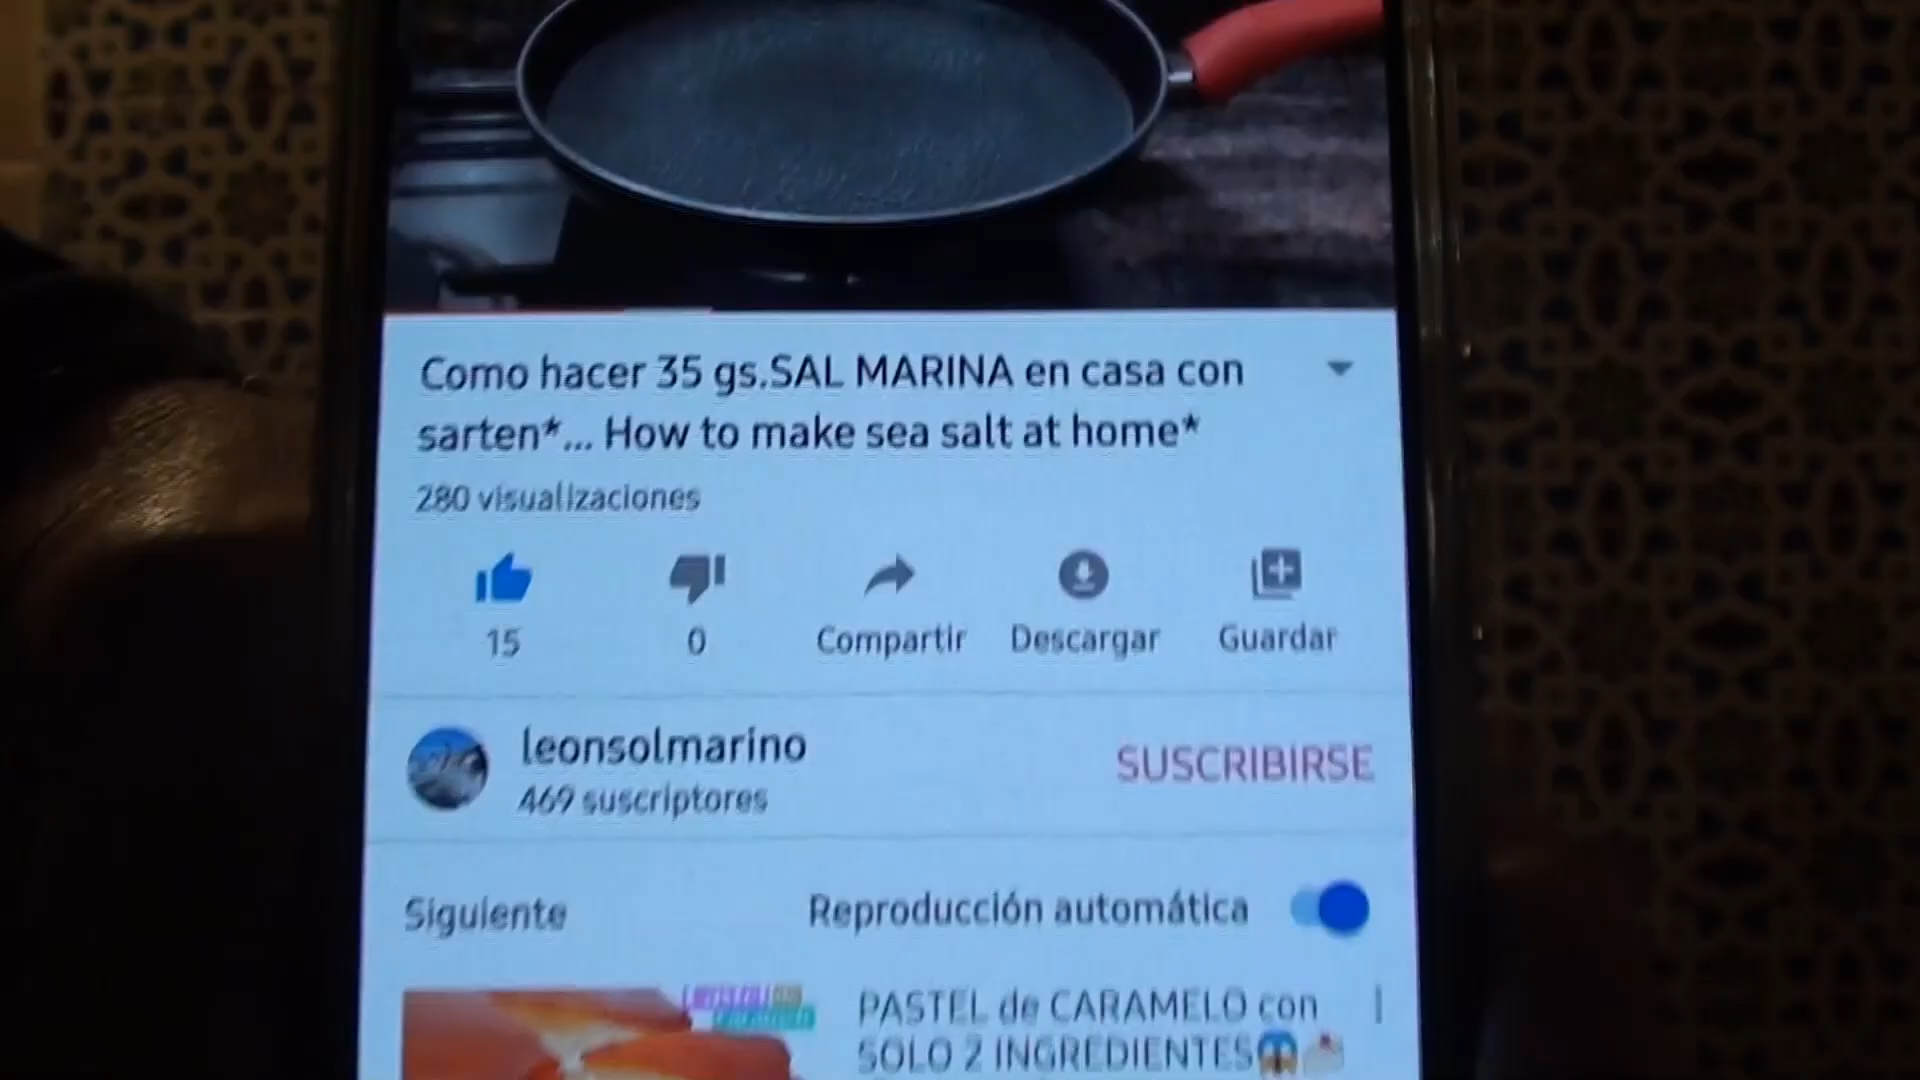 Como hacer 35 gs.SAL MARINA en casa con
sarten*... How to make sea salt at home*
280 visualizaciones
15
0
Compartir
Descargar
Guardar
leonsolmarino
469 suscriptores
SUSCRIBIRSE
Siguiente
Reproducción automática
PASTEL de CARAMELO con
SOLO 2 INGREDIENTES😱🍰